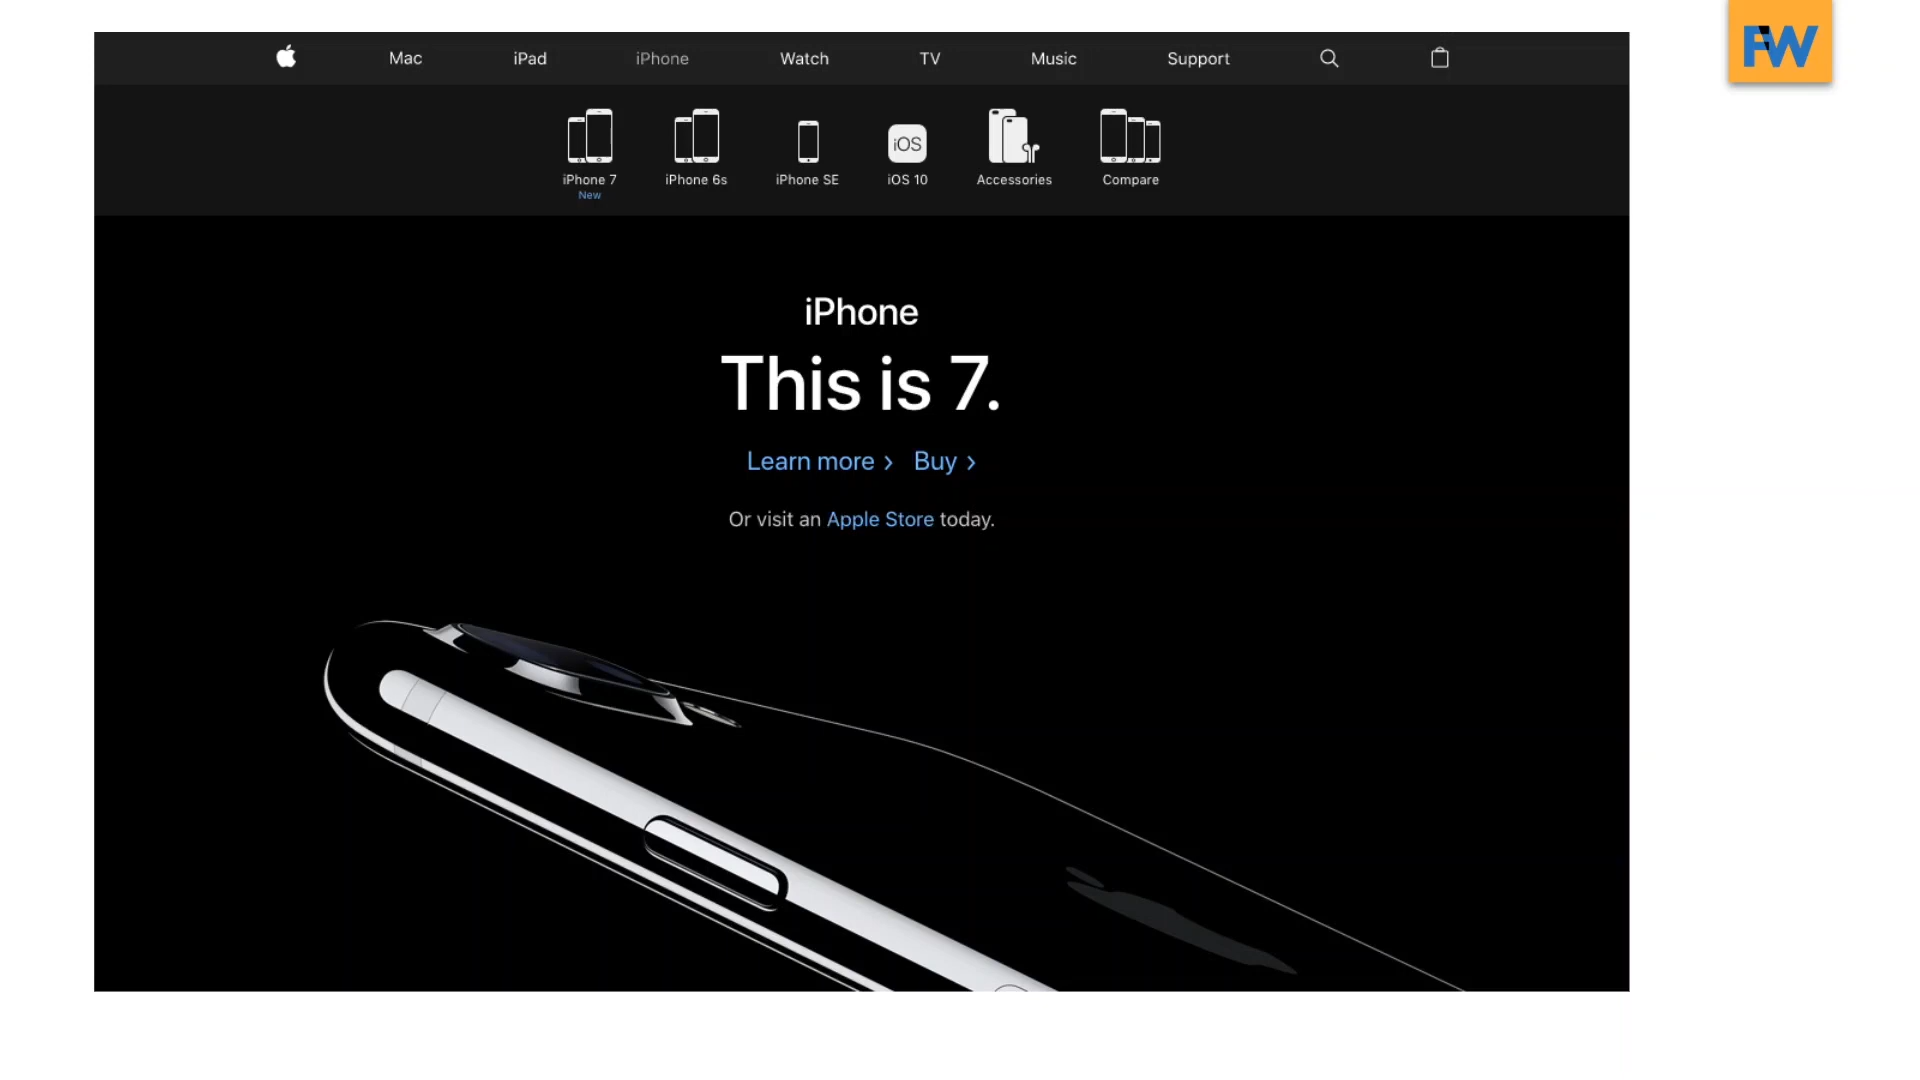 FW
Mac iPad iPhone Watch TV Music Support
iPhone 7 iPhone 6s iPhone SE iOS iOS 10 Accessories Compare
New
iPhone
This is 7.
Learn more > Buy >
Or visit an Apple Store today.